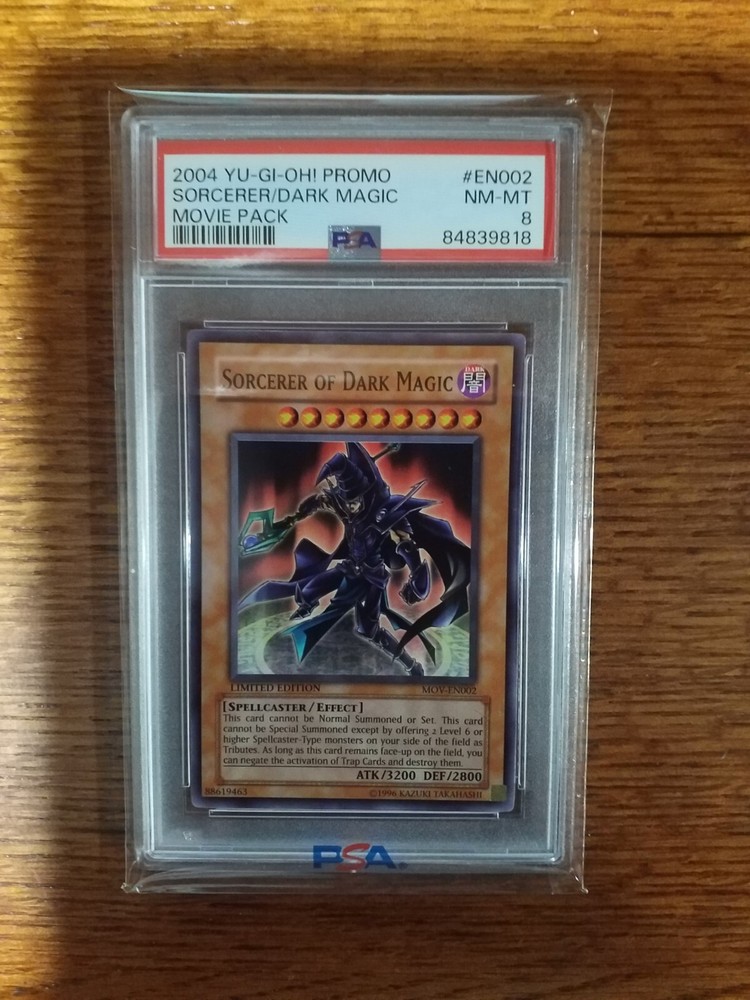 2004 YU-GI-OH! PROMO #EN002
SORCERER/DARK MAGIC NM-MT
MOVIE PACK 8
PSA 84839818
SORCERER OF DARK MAGIC DARK
闇
LIMITED EDITION MOV-EN002
[SPELLCASTER/EFFECT]
This card cannot be Normal Summoned or Set. This card
cannot be Special Summoned except by offering 2 Level 6 or
higher Spellcaster-Type monsters on your side of the field as
Tributes. As long as this card remains face-up on the field, you
can negate the activation of Trap Cards and destroy them.
ATK/3200 DEF/2800
88619463 ©1996 KAZUKI TAKAHASHI
PSA®